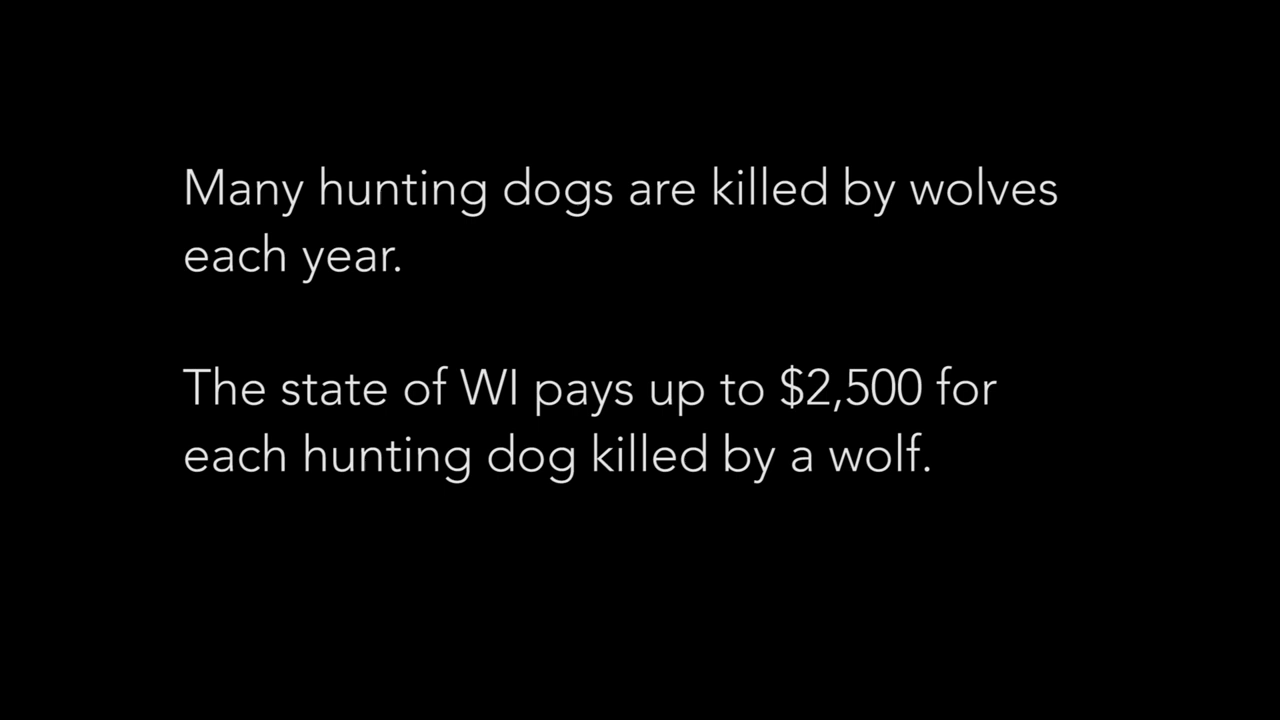 Many hunting dogs are killed by wolves
each year.
The state of WI pays up to $2,500 for
each hunting dog killed by a wolf.